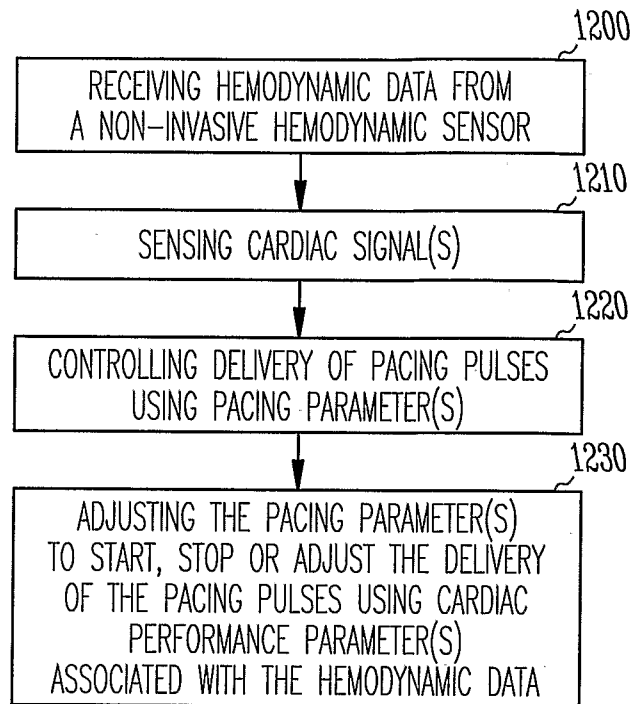 1200
RECEIVING HEMODYNAMIC DATA FROM
A NON-INVASIVE HEMODYNAMIC SENSOR
1210
SENSING CARDIAC SIGNAL(S)
1220
CONTROLLING DELIVERY OF PACING PULSES
USING PACING PARAMETER(S)
1230
ADJUSTING THE PACING PARAMETER(S)
TO START, STOP OR ADJUST THE DELIVERY
OF THE PACING PULSES USING CARDIAC
PERFORMANCE PARAMETER(S)
ASSOCIATED WITH THE HEMODYNAMIC DATA